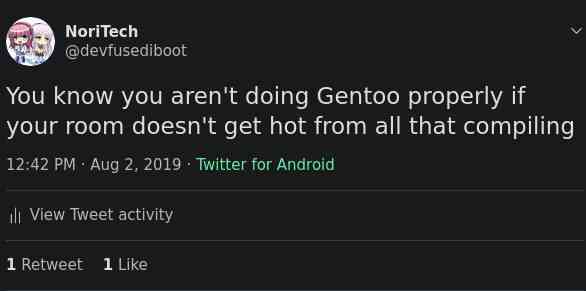 NoriTech
@devfusediboot
You know you aren't doing Gentoo properly if
your room doesn't get hot from all that compiling
12:42 PM · Aug 2, 2019 · Twitter for Android
View Tweet activity
1 Retweet 1 Like